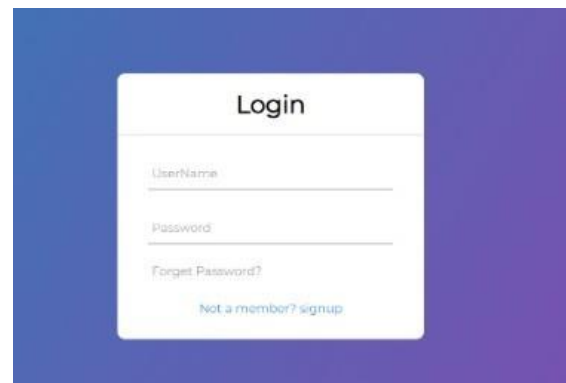 Login
UserName
Password
Forget Password?
Not a member? signup